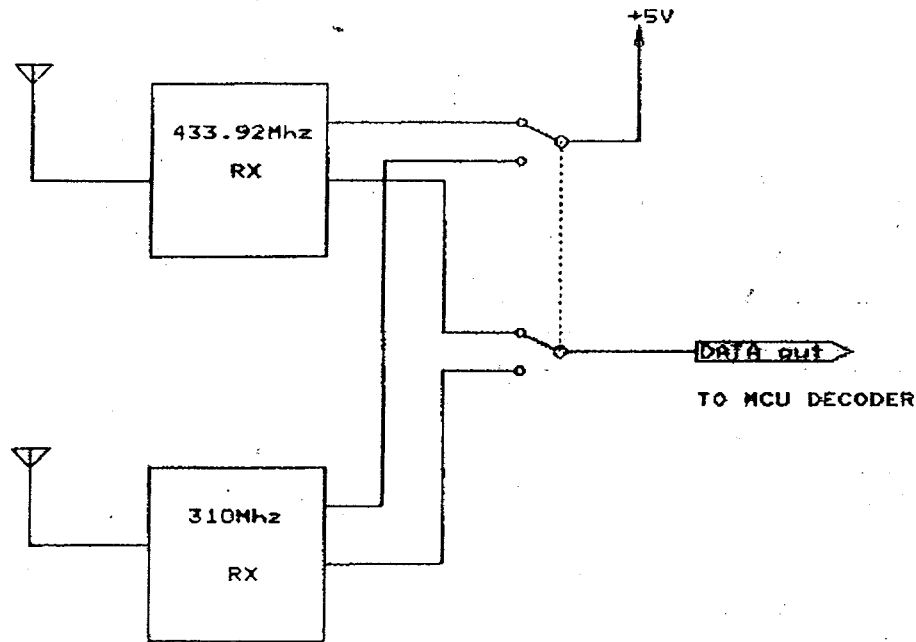 +5V
433.92Mhz
RX
DATA out
TO MCU DECODER
310Mhz
RX